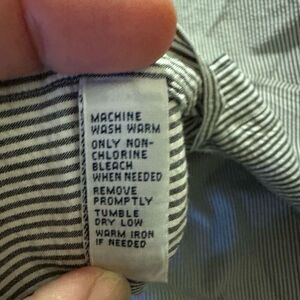 MACHINE
WASH WARM
ONLY NON-
CHLORINE
BLEACH
WHEN NEEDED
REMOVE
PROMPTLY
TUMBLE
DRY LOW
WARM IRON
IF NEEDED